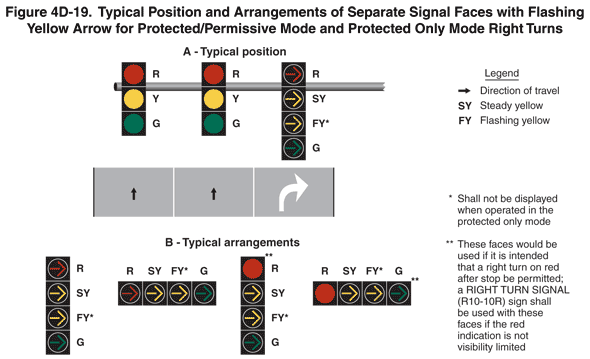 Figure 4D-19. Typical Position and Arrangements of Separate Signal Faces with Flashing
Yellow Arrow for Protected/Permissive Mode and Protected Only Mode Right Turns
A - Typical position
R R R
Y Y SY
G G FY*
G
Legend
Direction of travel
SY Steady yellow
FY Flashing yellow
* Shall not be displayed
when operated in the
protected only mode
B - Typical arrangements
R
SY
FY*
G
R SY FY* G
**
R
SY
FY*
G
R SY FY* G
**
** These faces would be
used if it is intended
that a right turn on red
after stop be permitted;
a RIGHT TURN SIGNAL
(R10-10R) sign shall
be used with these
faces if the red
indication is not
visibility limited